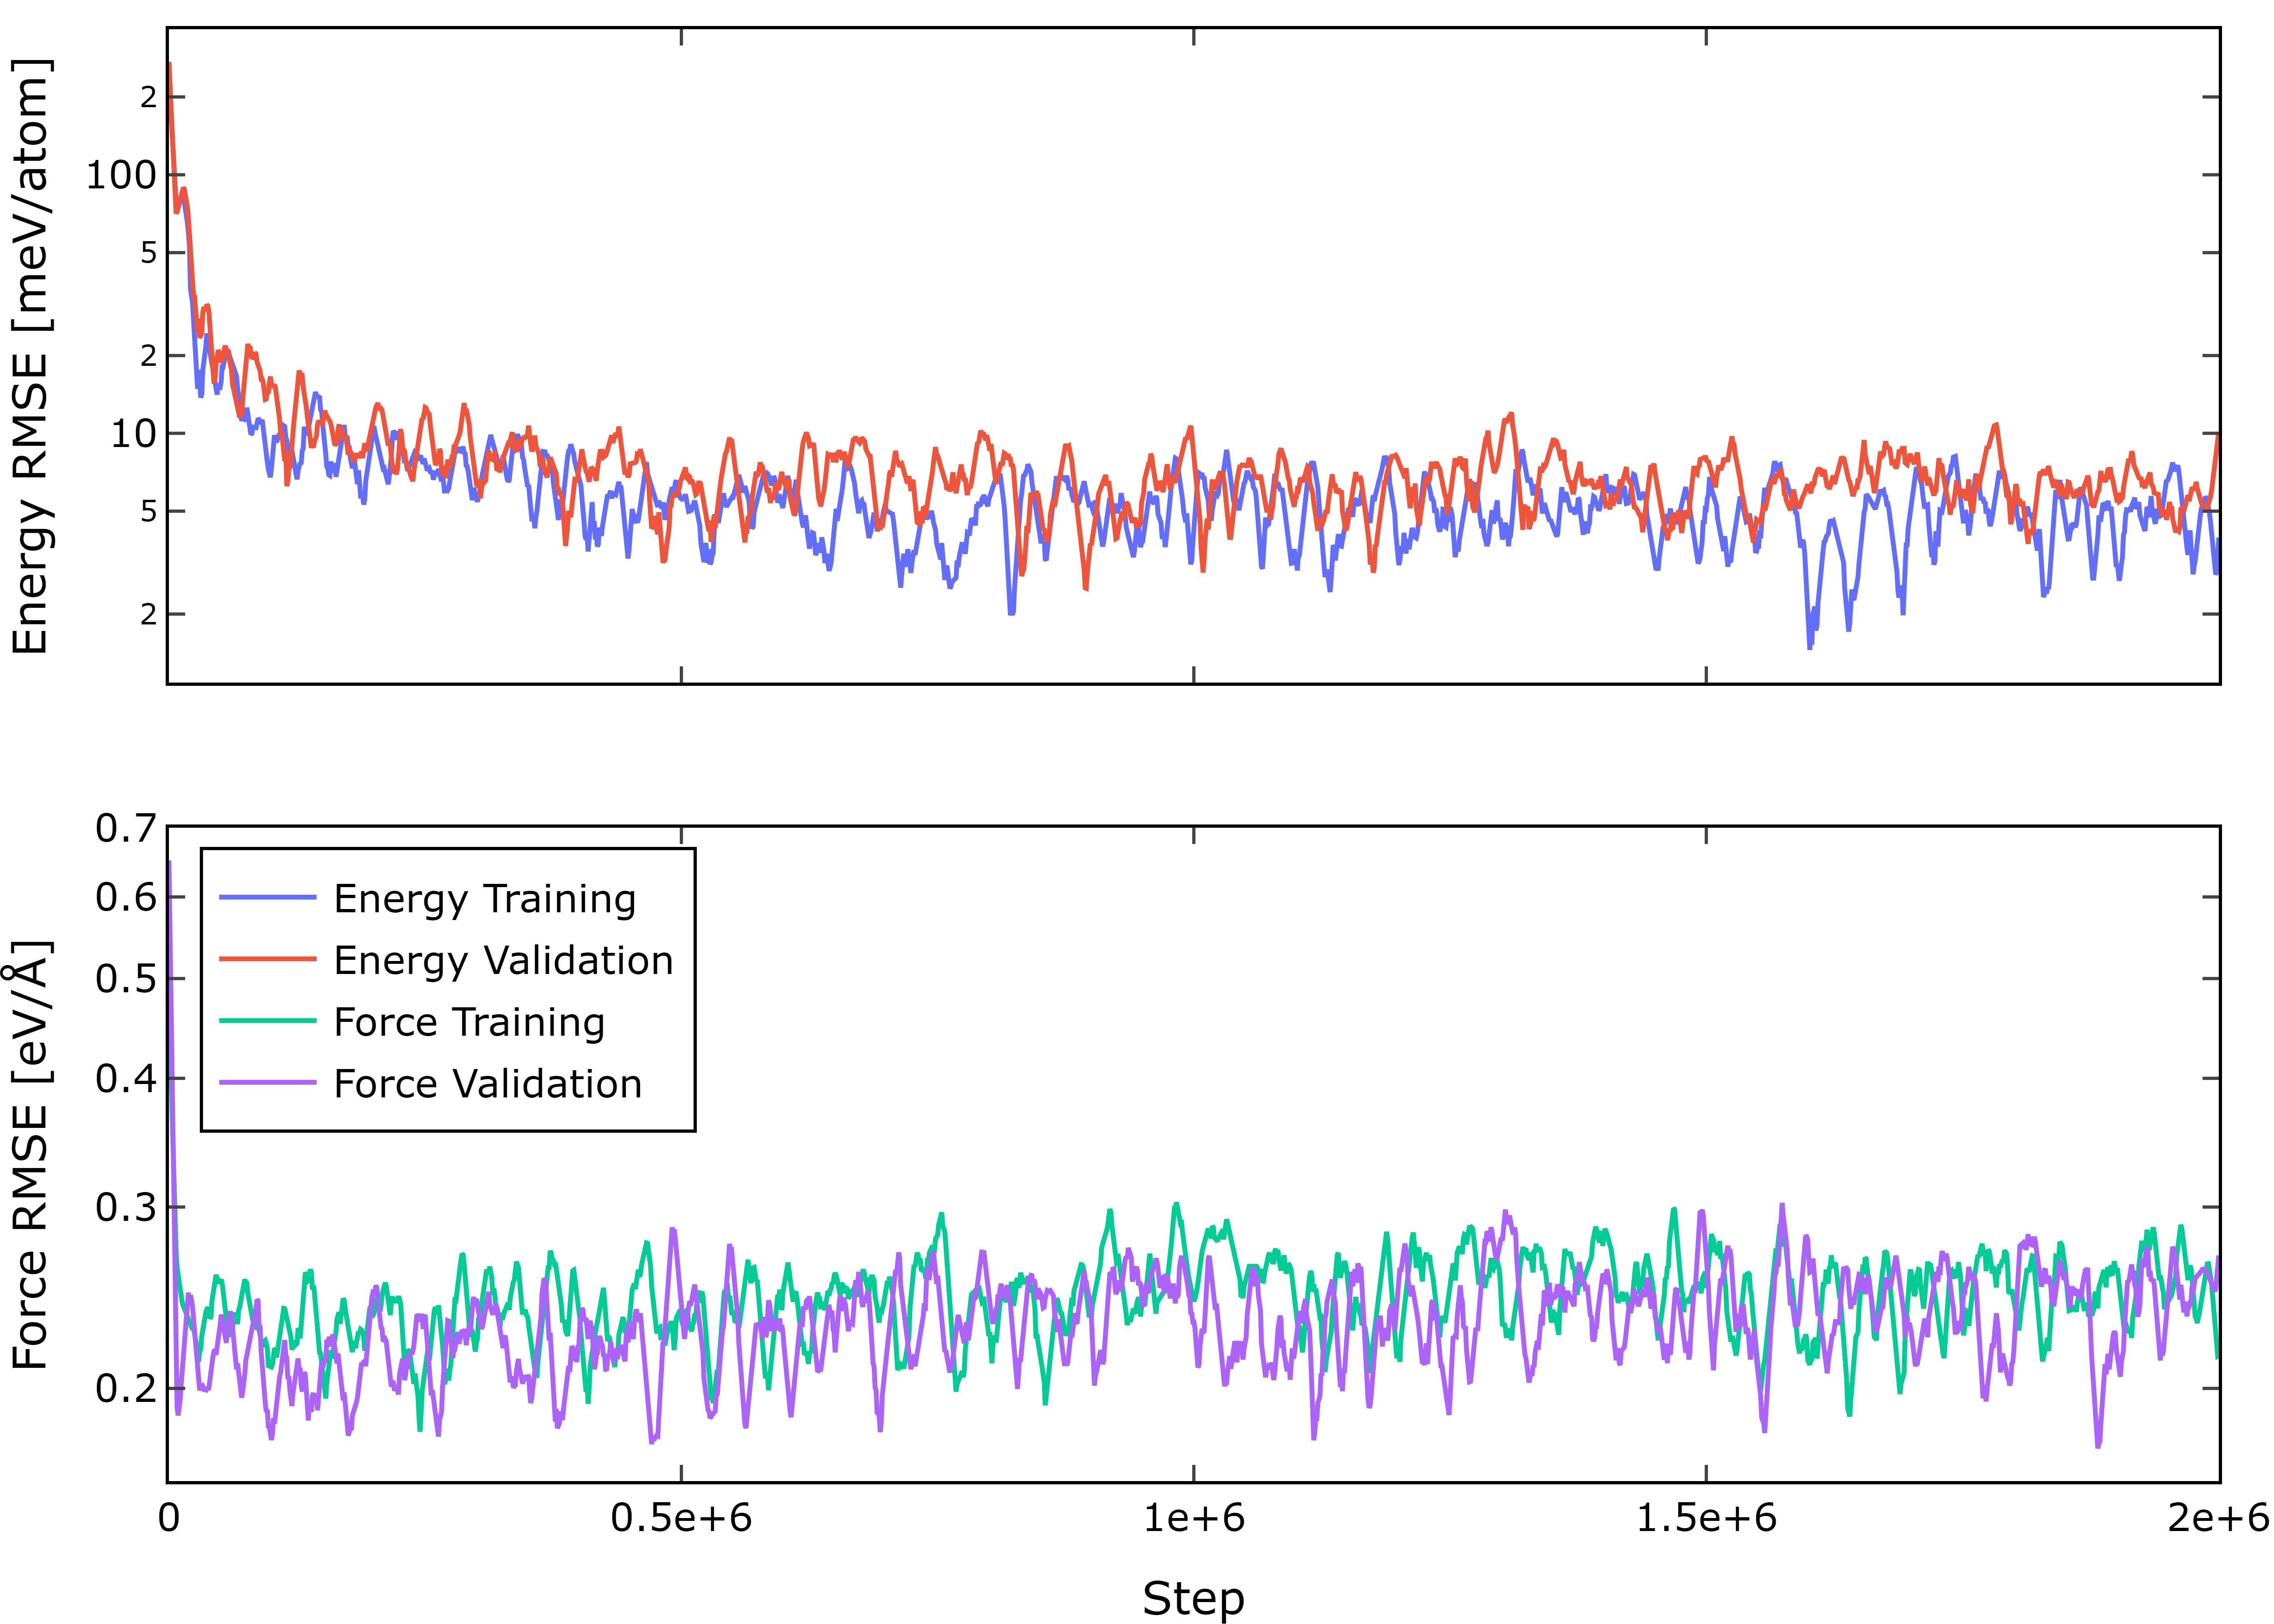 Energy RMSE [meV/atom]
2
100
5
2
10
5
2
Force RMSE [eV/Å]
0.7
0.6
0.5
0.4
0.3
0.2
Energy Training
Energy Validation
Force Training
Force Validation
0 0.5e+6 1e+6 1.5e+6 2e+6
Step